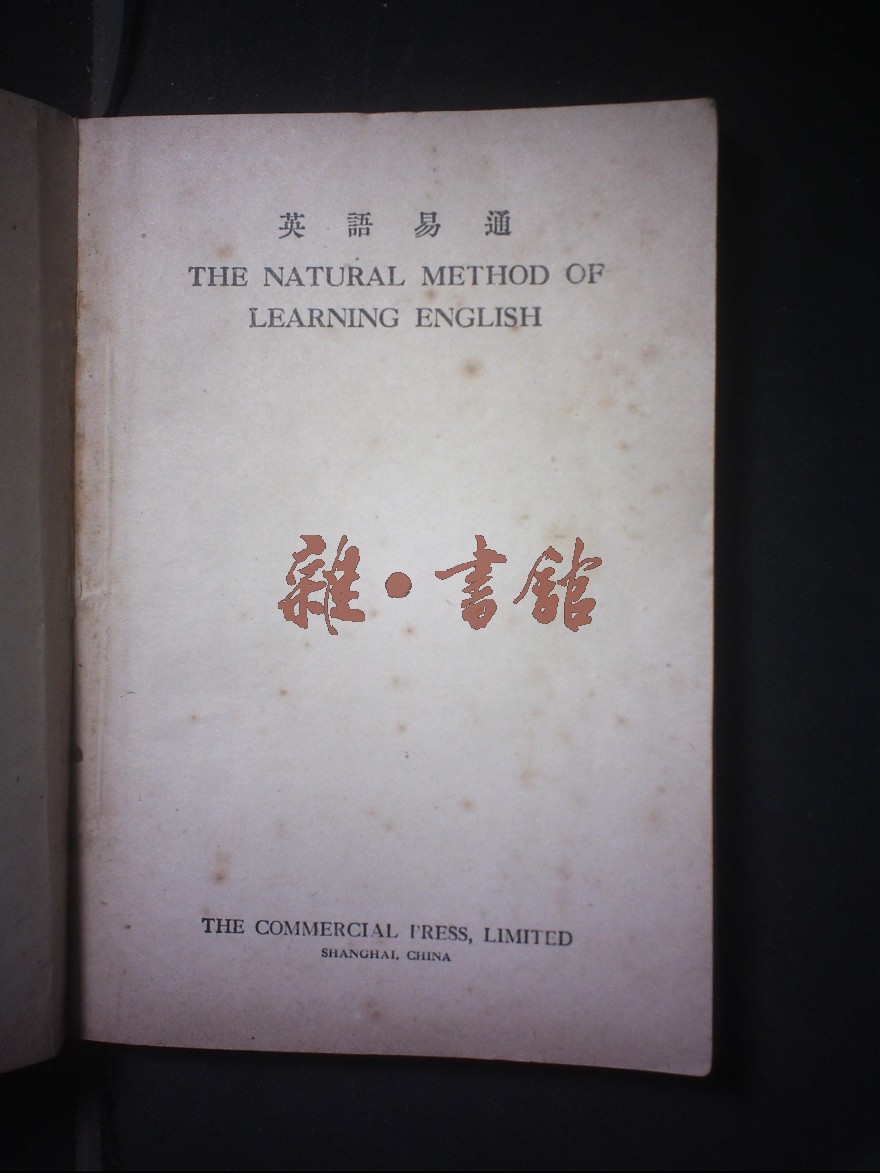 英語易通
THE NATURAL METHOD OF
LEARNING ENGLISH
雜•書館
THE COMMERCIAL PRESS, LIMITED
SHANGHAI, CHINA